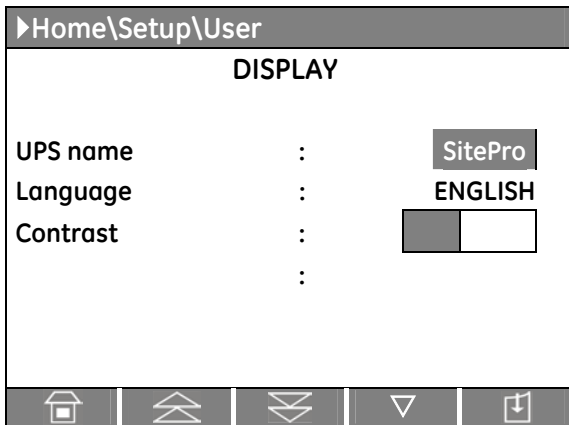 Home\Setup\User
DISPLAY
UPS name : SitePro
Language : ENGLISH
Contrast :
: